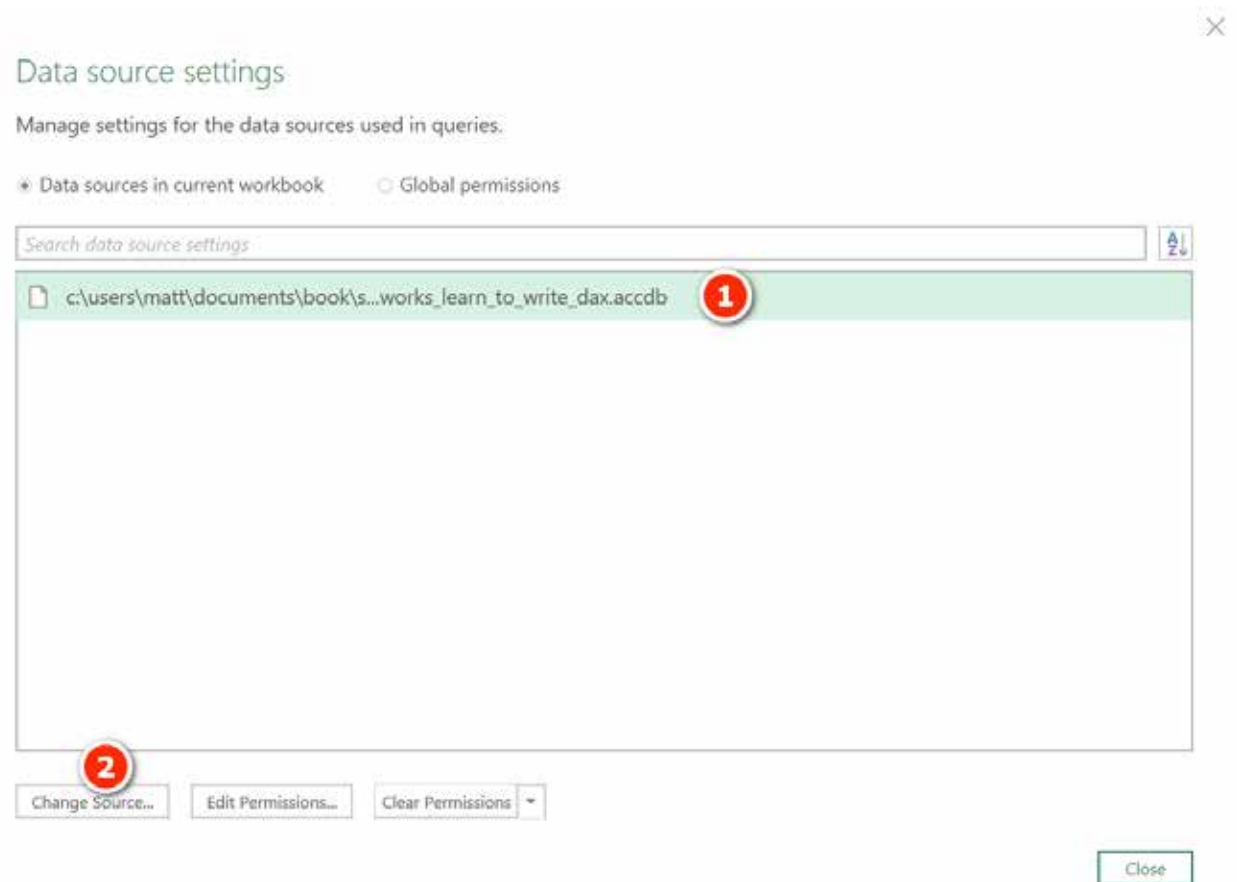 Data source settings
Manage settings for the data sources used in queries.
Data sources in current workbook Global permissions
Search data source settings
A
Z
c:\users\matt\documents\book\s...works_learn_to_write_dax.accdb 1
2
Change Source... Edit Permissions... Clear Permissions
Close